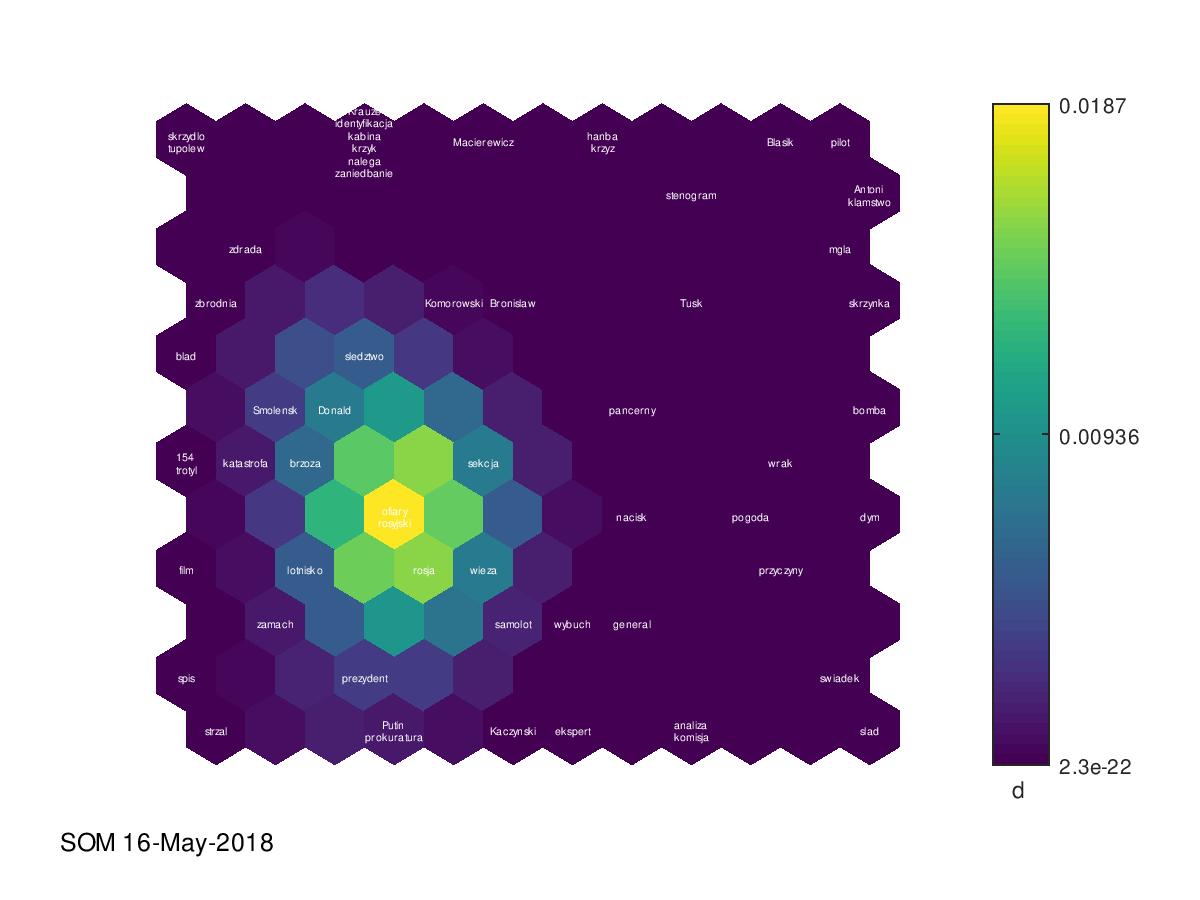 0.0187
Krauze
identyfikacja
skrzydlo
tupolew
kabina
krzyk
nalega
zaniedbanie
Macierewicz
hanba
krzyz
Blasik
pilot
stenogram
Antoni
klamstwo
zdrada
mgla
zbrodnia
Komorowski
Bronislaw
Tusk
skrzynka
blad
sledztwo
Smolensk
Donald
pancerny
bomba
0.00936
154
trotyl
katastrofa
brzoza
sekcja
wrak
ofiary
rosyjski
nacisk
pogoda
dym
film
lotnisko
rosja
wieza
przyczyny
zamach
samolot
wybuch
general
spis
prezydent
swiadek
strzal
Putin
prokuratura
Kaczynski
ekspert
analiza
komisja
slad
2.3e-22
d
SOM 16-May-2018